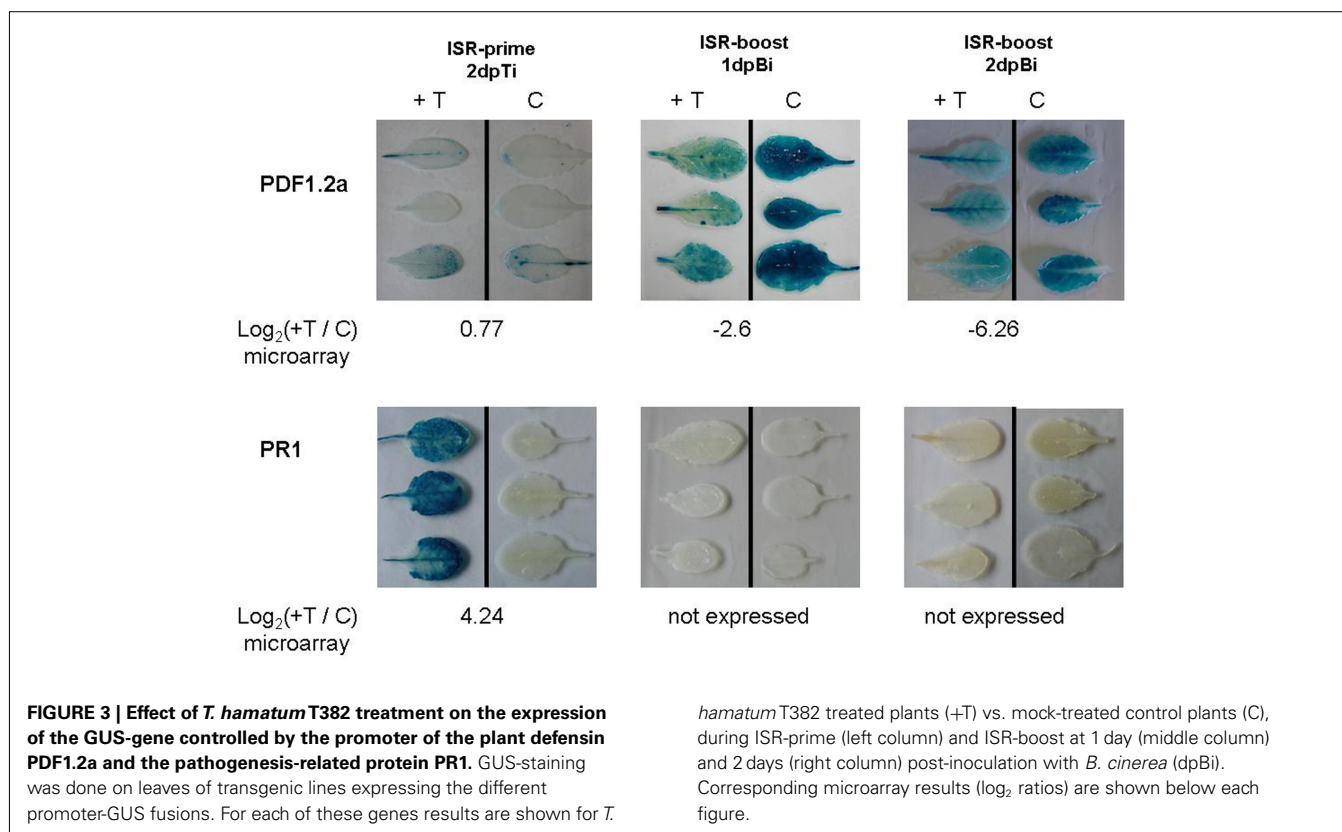 ISR-prime
2dpTi
ISR-boost
1dpBi
ISR-boost
2dpBi
+ T C + T C + T C
PDF1.2a
Log₂(+T / C)
microarray
0.77 -2.6 -6.26
PR1
Log₂(+T / C)
microarray
4.24 not expressed not expressed
FIGURE 3 | Effect of T. hamatum T382 treatment on the expression
of the GUS-gene controlled by the promoter of the plant defensin
PDF1.2a and the pathogenesis-related protein PR1. GUS-staining
was done on leaves of transgenic lines expressing the different
promoter-GUS fusions. For each of these genes results are shown for T.
hamatum T382 treated plants (+T) vs. mock-treated control plants (C),
during ISR-prime (left column) and ISR-boost at 1 day (middle column)
and 2 days (right column) post-inoculation with B. cinerea (dpBi).
Corresponding microarray results (log₂ ratios) are shown below each
figure.